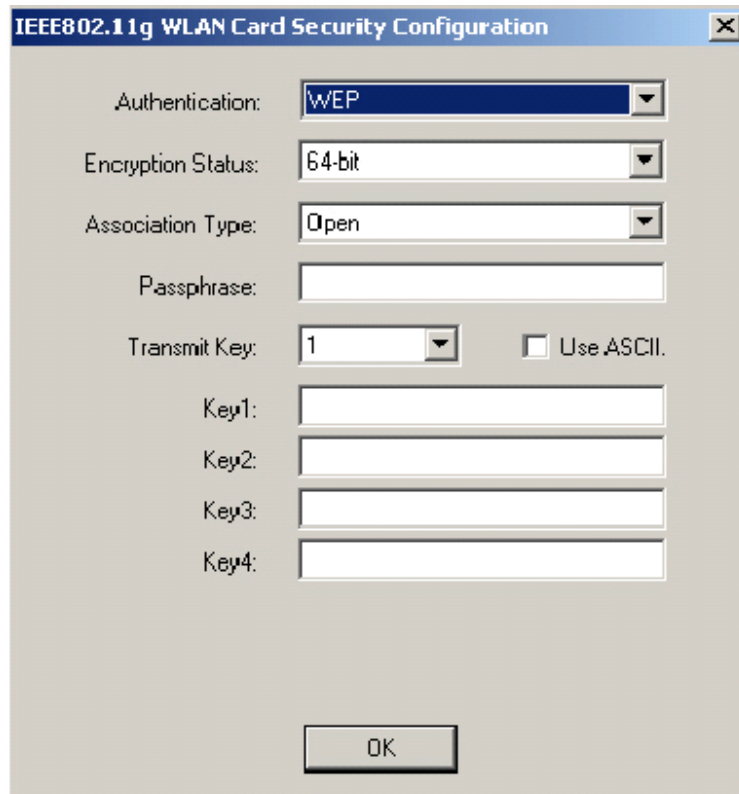 IEEE802.11g WLAN Card Security Configuration
Authentication: WEP
Encryption Status: 64-bit
Association Type: Open
Passphrase:
Transmit Key: 1 Use ASCII.
Key1:
Key2:
Key3:
Key4:
OK